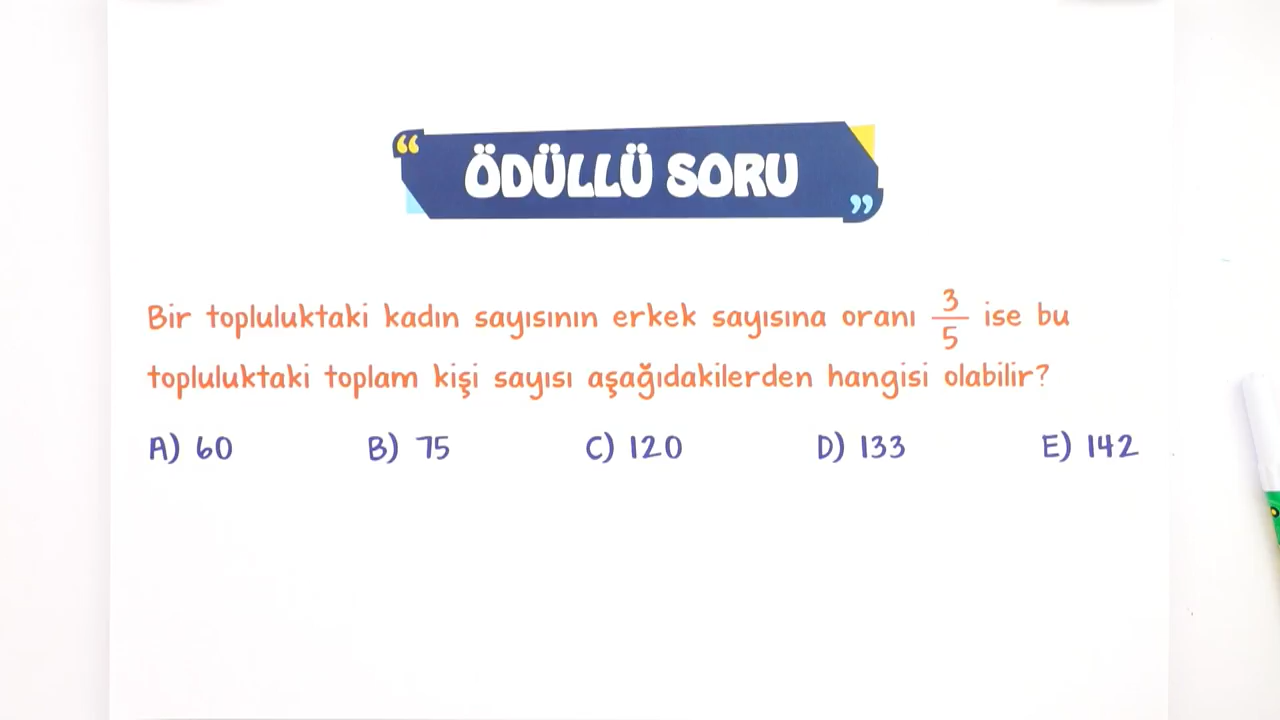 “ ÖDÜLLÜ SORU ”
Bir topluluktaki kadın sayısının erkek sayısına oranı 3/5 ise bu
topluluktaki toplam kişi sayısı aşağıdakilerden hangisi olabilir?
A) 60 B) 75 C) 120 D) 133 E) 142